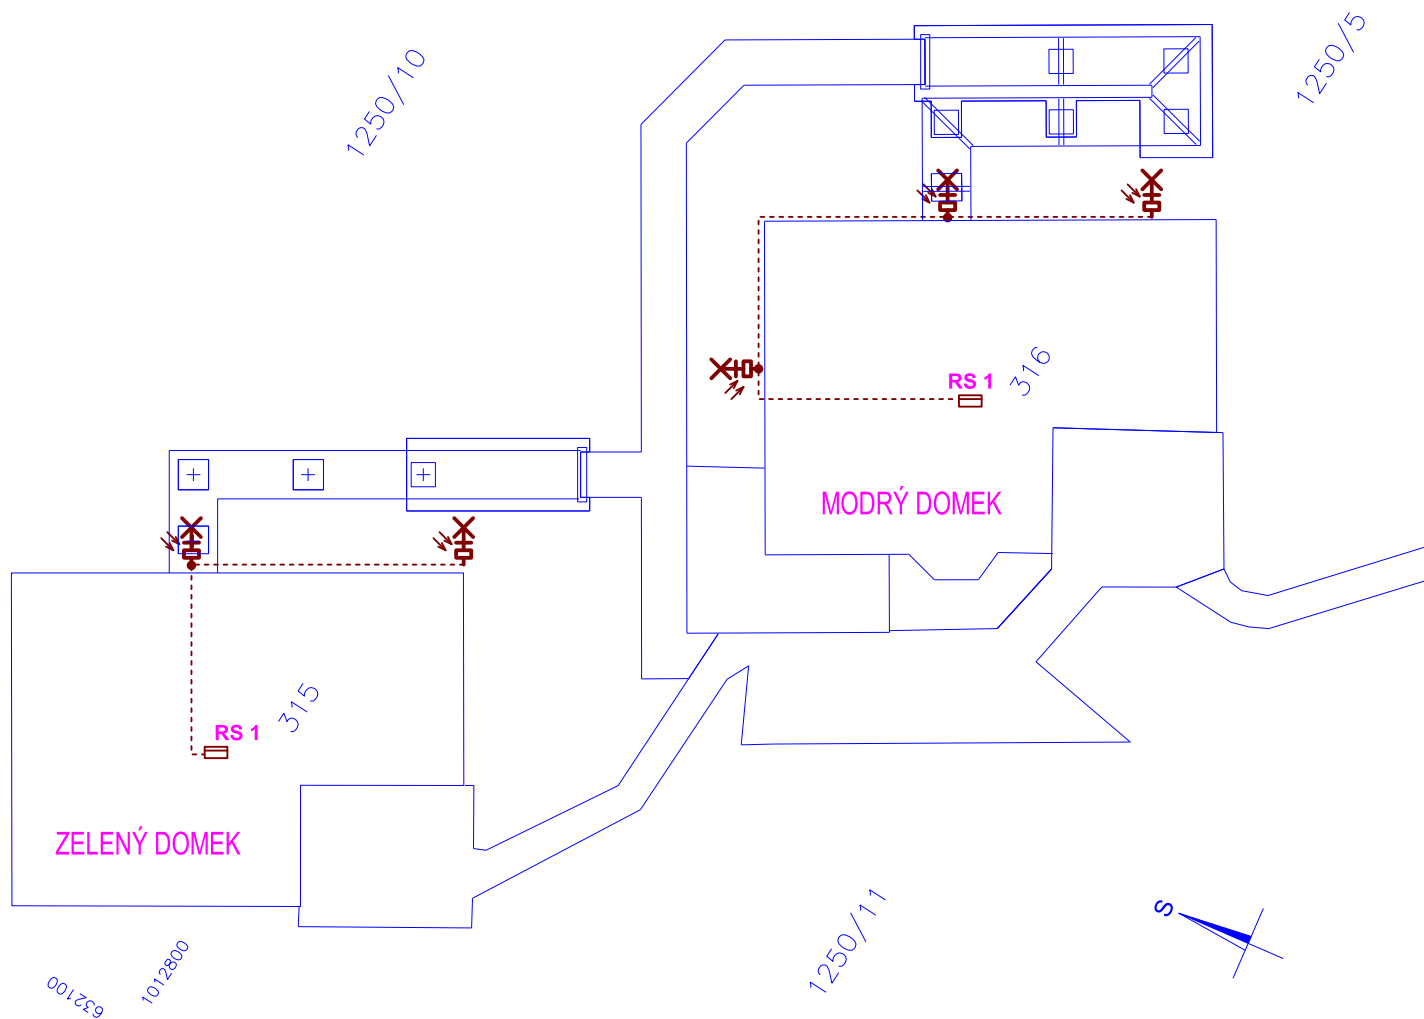 1250/10
1250/5
RS 1
316
MODRÝ DOMEK
RS 1
315
ZELENÝ DOMEK
1250/11
S
1012800
632100